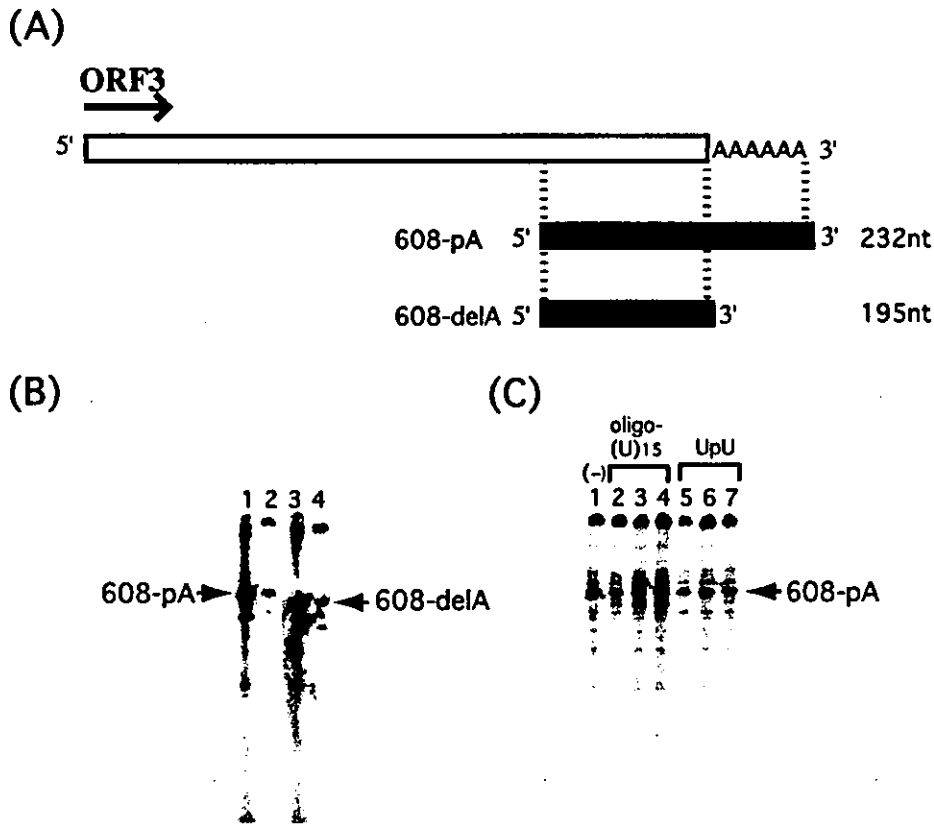 (A)
ORF3
5' AAAAAA 3'
608-pA 5' 3' 232nt
608-delA 5' 3' 195nt
(B)
1 2 3 4
608-pA 608-delA
(C)
oligo-
(U)15 UpU
(-)
1 2 3 4 5 6 7
608-pA